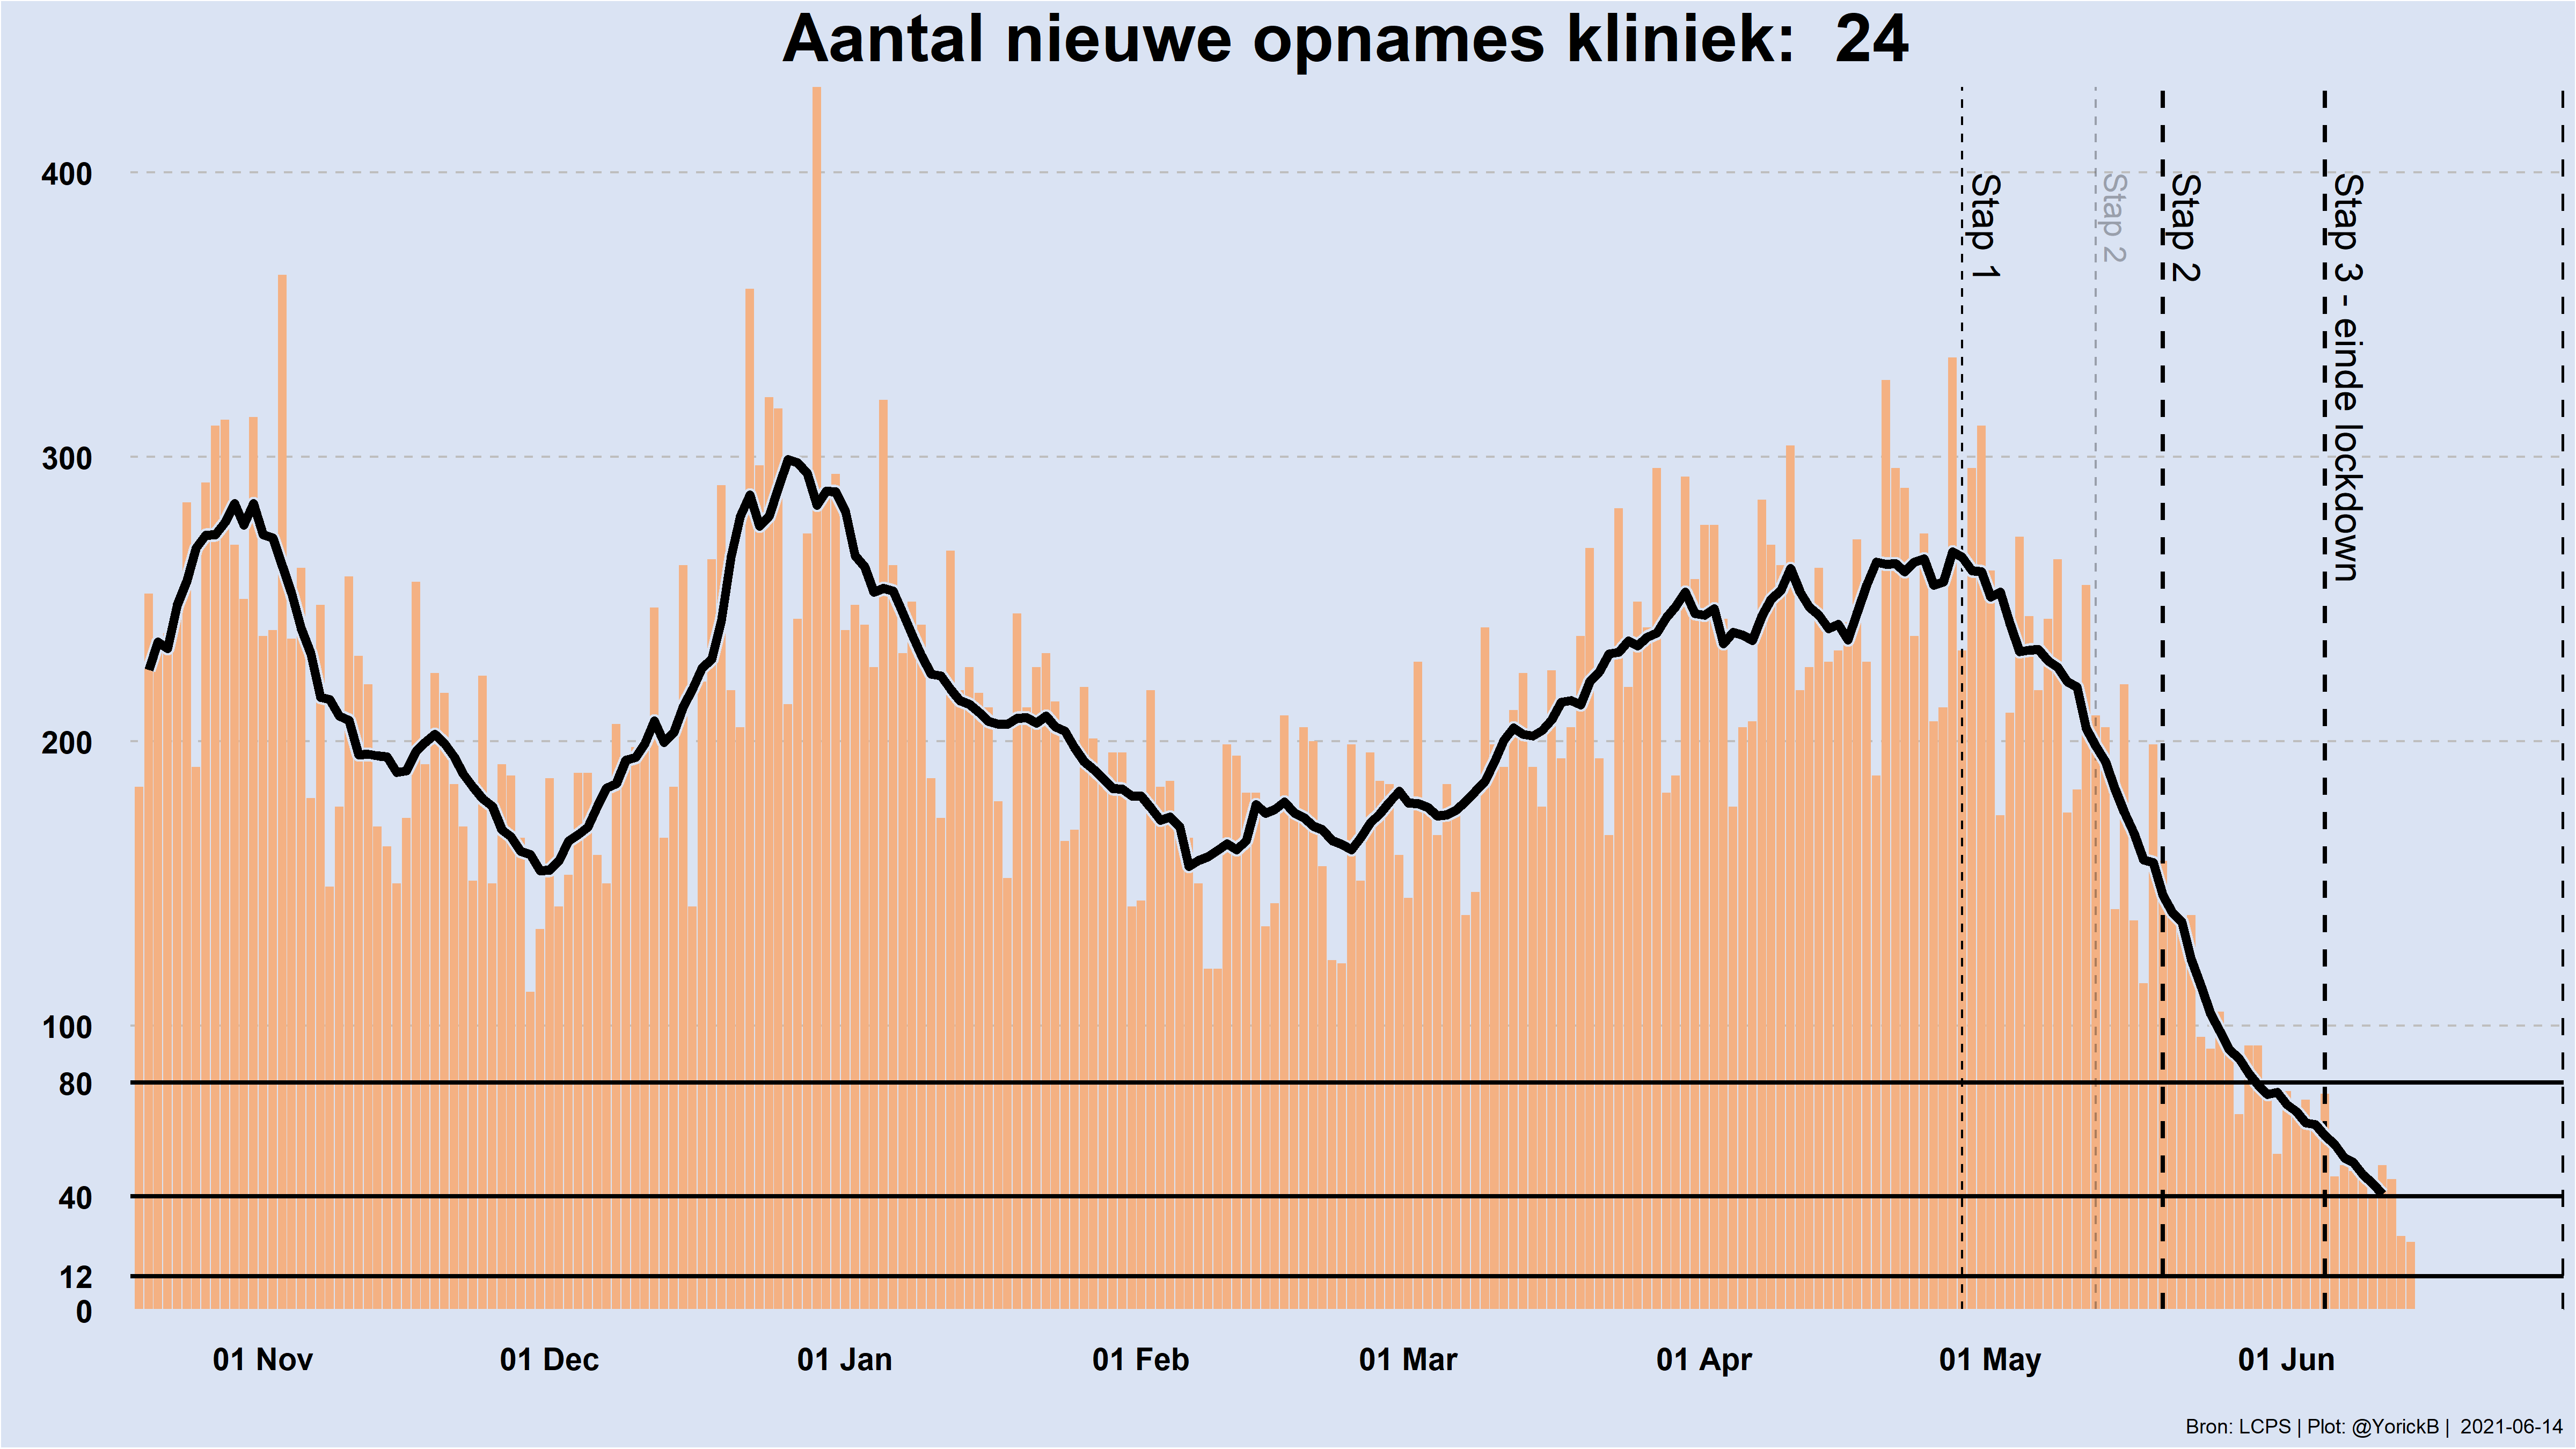 Aantal nieuwe opnames kliniek: 24
400
300
200
100
80
40
12
0
Stap 1
Stap 2
Stap 2
Stap 3 - einde lockdown
01 Nov
01 Dec
01 Jan
01 Feb
01 Mar
01 Apr
01 May
01 Jun
Bron: LCPS | Plot: @YorickB | 2021-06-14